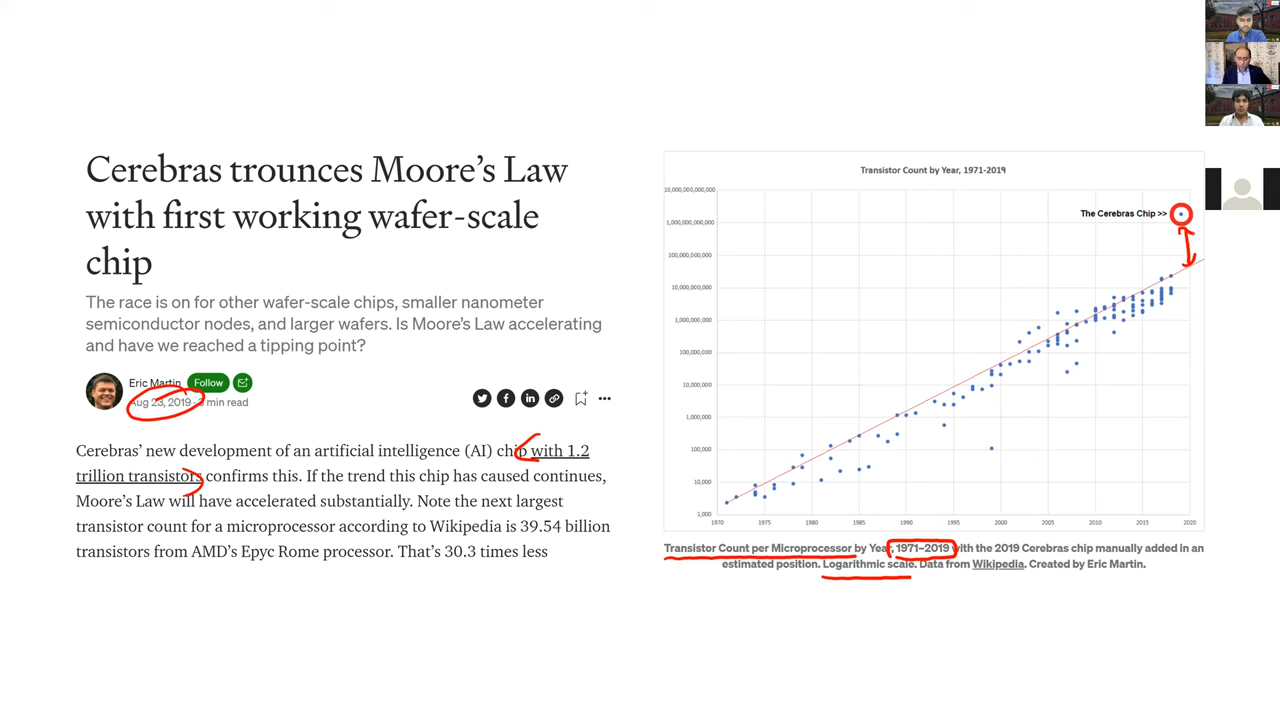 Cerebras trounces Moore's Law
with first working wafer-scale
chip
The race is on for other wafer-scale chips, smaller nanometer
semiconductor nodes, and larger wafers. Is Moore's Law accelerating
and have we reached a tipping point?
Eric Martin Follow
Aug 23, 2019 · 3 min read
Cerebras' new development of an artificial intelligence (AI) chip with 1.2
trillion transistors confirms this. If the trend this chip has caused continues,
Moore's Law will have accelerated substantially. Note the next largest
transistor count for a microprocessor according to Wikipedia is 39.54 billion
transistors from AMD's Epyc Rome processor. That's 30.3 times less
Transistor Count by Year, 1971-2019
10,000,000,000,000
The Cerebras Chip >>
1,000,000,000,000
100,000,000,000
10,000,000,000
1,000,000,000
100,000,000
10,000,000
1,000,000
100,000
10,000
1,000
1970 1975 1980 1985 1990 1995 2000 2005 2010 2015 2020
Transistor Count per Microprocessor by Year, 1971–2019 with the 2019 Cerebras chip manually added in an
estimated position. Logarithmic scale. Data from Wikipedia. Created by Eric Martin.